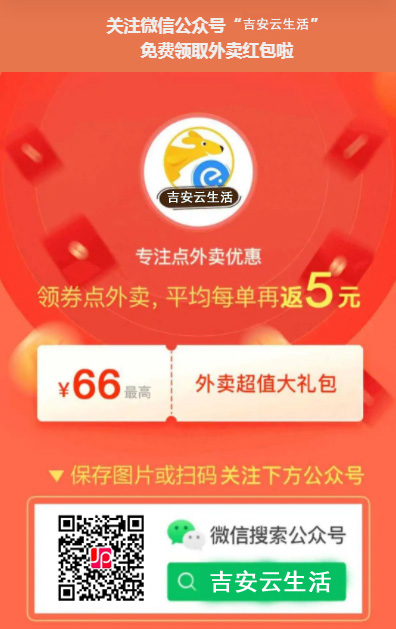 关注微信公众号“吉安云生活”
免费领取外卖红包啦
吉安云生活
专注点外卖优惠
领券点外卖，平均每单再返5元
¥66最高
外卖超值大礼包
▼ 保存图片或扫码关注下方公众号
微信搜索公众号
吉安云生活